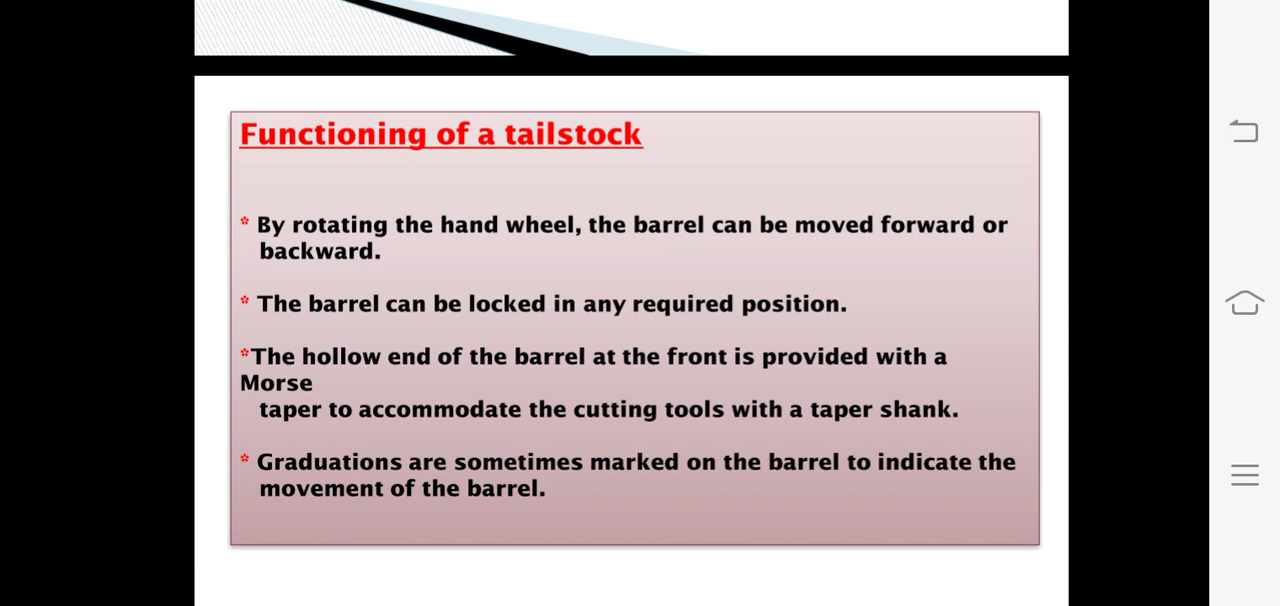 Functioning of a tailstock
* By rotating the hand wheel, the barrel can be moved forward or
backward.
* The barrel can be locked in any required position.
*The hollow end of the barrel at the front is provided with a
Morse
taper to accommodate the cutting tools with a taper shank.
* Graduations are sometimes marked on the barrel to indicate the
movement of the barrel.